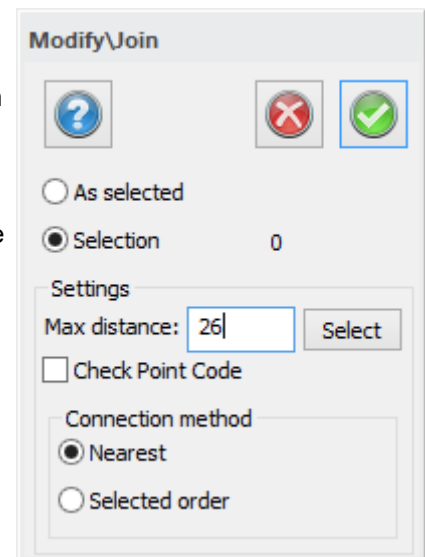 Modify\Join
As selected
Selection 0
Settings
Max distance: 26 Select
Check Point Code
Connection method
Nearest
Selected order